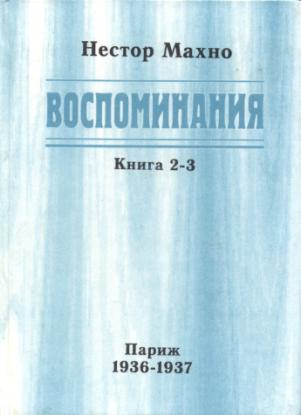 Нестор Махно
ВОСПОМИНАНИЯ
Книга 2-3
Париж
1936-1937